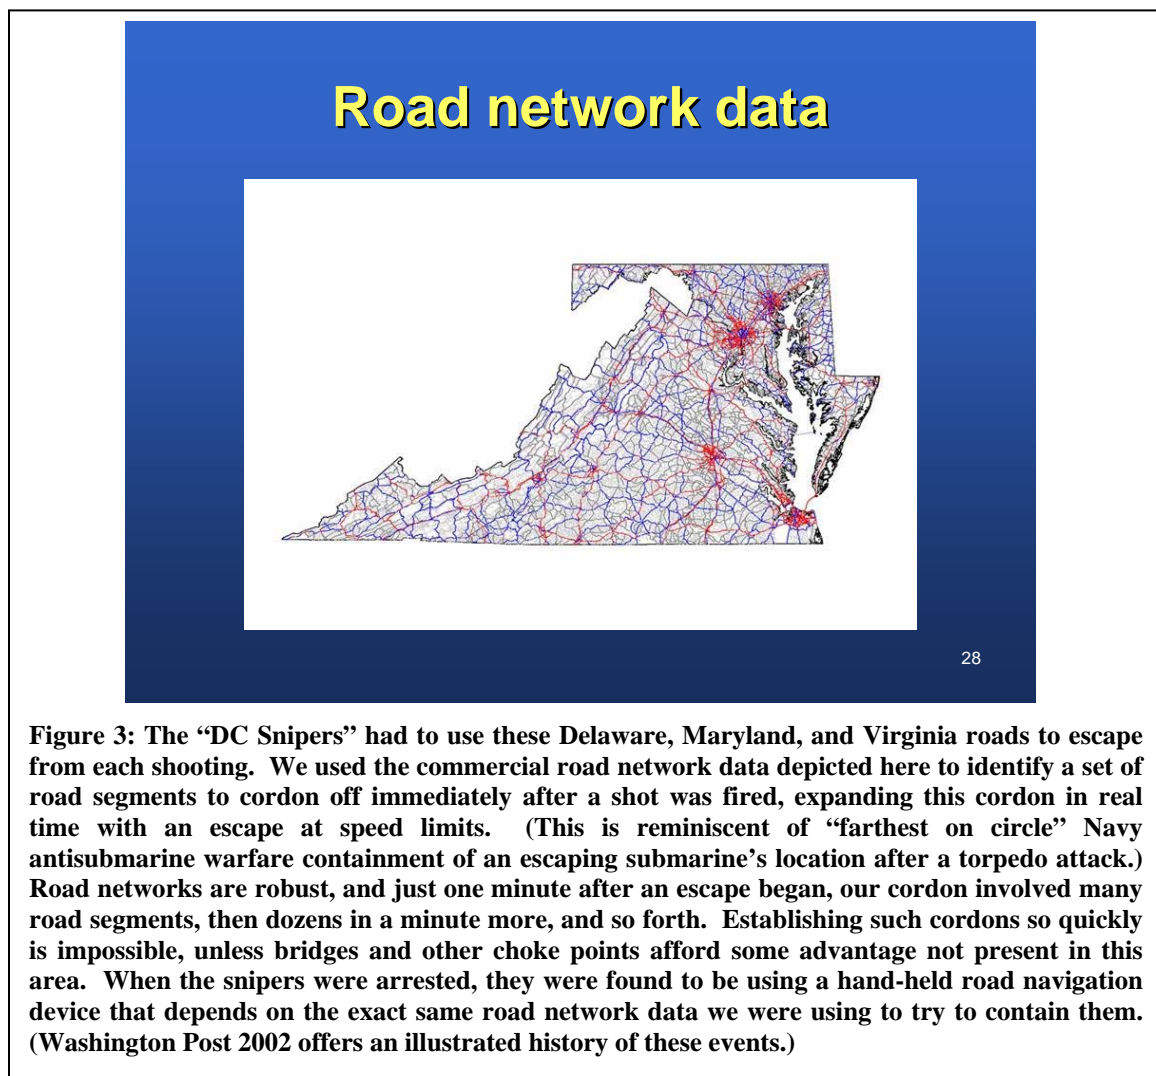 Road network data
28
Figure 3: The “DC Snipers” had to use these Delaware, Maryland, and Virginia roads to escape
from each shooting. We used the commercial road network data depicted here to identify a set of
road segments to cordon off immediately after a shot was fired, expanding this cordon in real
time with an escape at speed limits. (This is reminiscent of “farthest on circle” Navy
antisubmarine warfare containment of an escaping submarine’s location after a torpedo attack.)
Road networks are robust, and just one minute after an escape began, our cordon involved many
road segments, then dozens in a minute more, and so forth. Establishing such cordons so quickly
is impossible, unless bridges and other choke points afford some advantage not present in this
area. When the snipers were arrested, they were found to be using a hand-held road navigation
device that depends on the exact same road network data we were using to try to contain them.
(Washington Post 2002 offers an illustrated history of these events.)